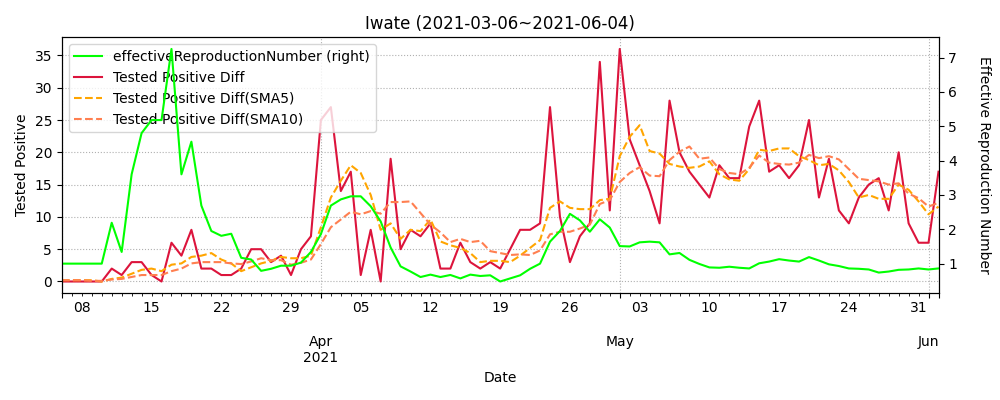 Iwate (2021-03-06~2021-06-04)
effectiveReproductionNumber (right)
Tested Positive Diff
Tested Positive Diff(SMA5)
Tested Positive Diff(SMA10)
Tested Positive
35
30
25
20
15
10
5
0
7
6
5
4
3
2
1
Effective Reproduction Number
08 15 22 29 05 12 19 26 03 10 17 24 31
Apr May Jun
2021
Date